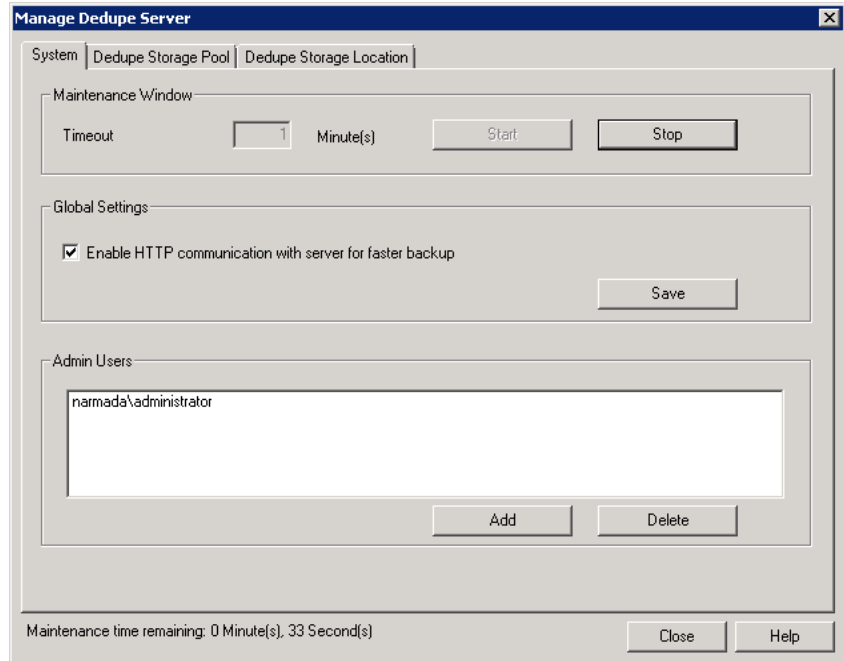 Manage Dedupe Server
System Dedupe Storage Pool Dedupe Storage Location
Maintenance Window
Timeout 1 Minute(s) Start Stop
Global Settings
Enable HTTP communication with server for faster backup
Save
Admin Users
narmada\administrator
Add Delete
Maintenance time remaining: 0 Minute(s), 33 Second(s)
Close Help